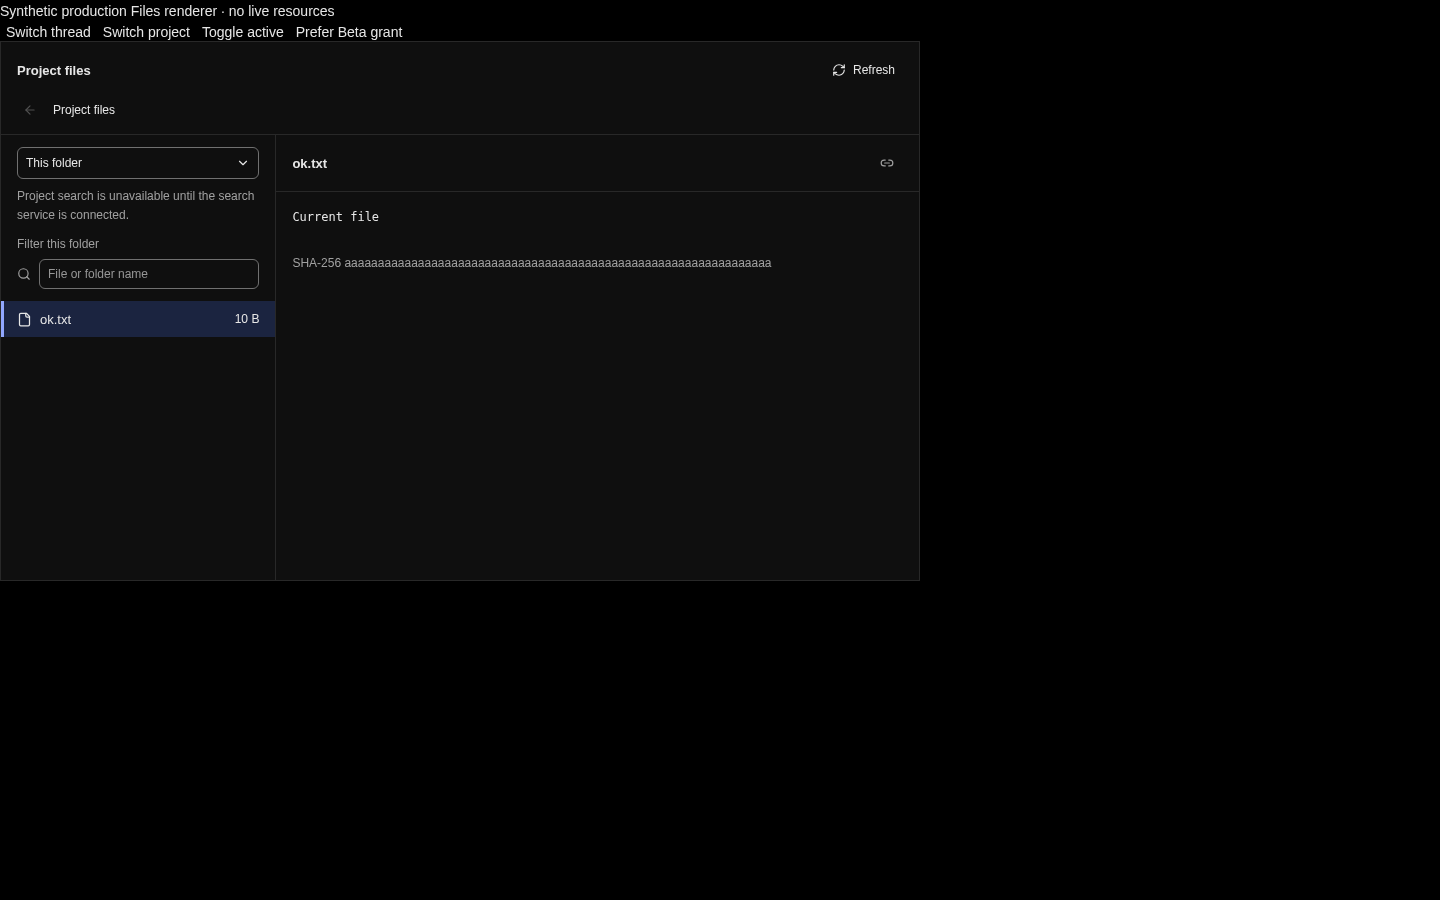 Synthetic production Files renderer · no live resources
Switch thread Switch project Toggle active Prefer Beta grant
Project files
Refresh
Project files
This folder
Project search is unavailable until the search
service is connected.
Filter this folder
File or folder name
ok.txt 10 B
ok.txt
Current file
SHA-256 aaaaaaaaaaaaaaaaaaaaaaaaaaaaaaaaaaaaaaaaaaaaaaaaaaaaaaaaaaaaaaaa